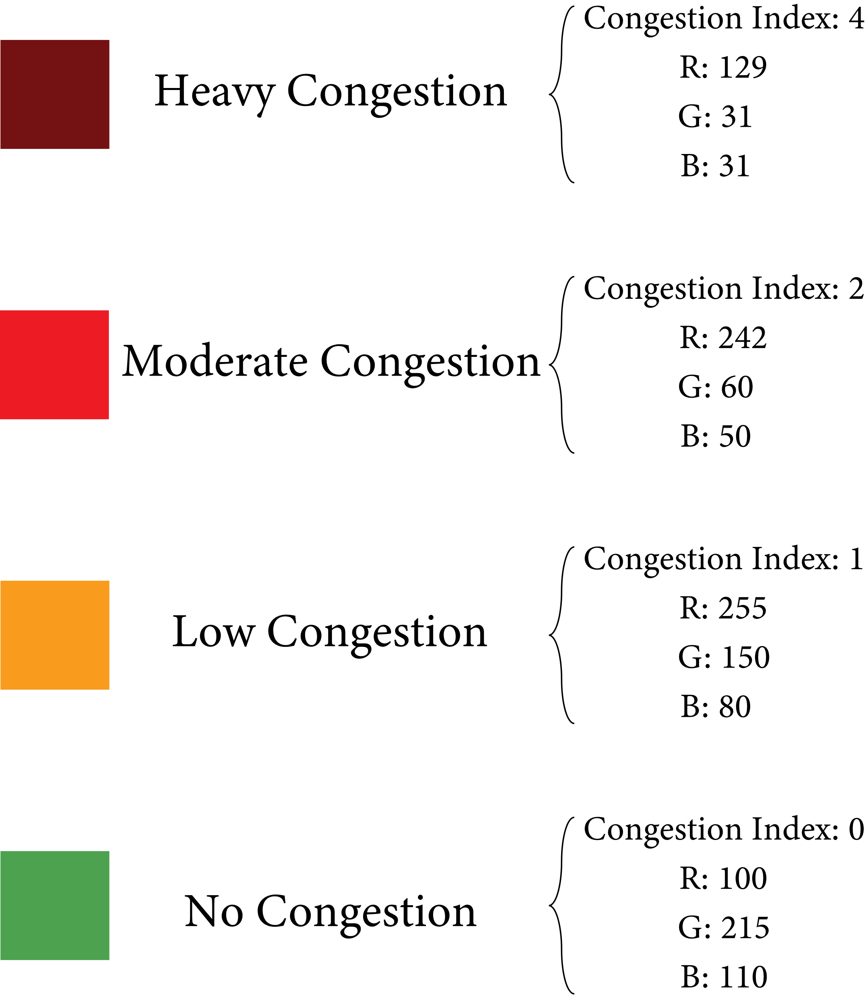 Heavy Congestion
Congestion Index: 4
R: 129
G: 31
B: 31
Moderate Congestion
Congestion Index: 2
R: 242
G: 60
B: 50
Low Congestion
Congestion Index: 1
R: 255
G: 150
B: 80
No Congestion
Congestion Index: 0
R: 100
G: 215
B: 110